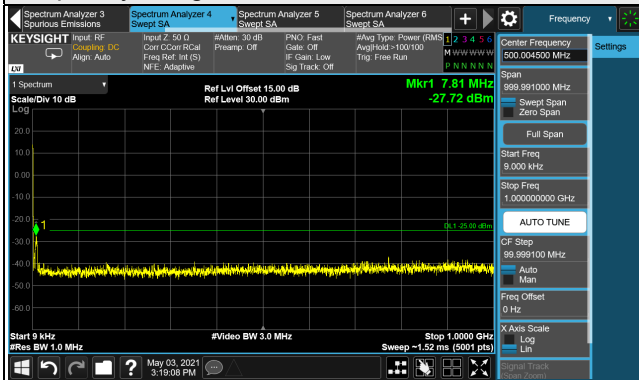 Spectrum Analyzer 3
Spurious Emissions
Spectrum Analyzer 4
Swept SA
Spectrum Analyzer 5
Swept SA
Spectrum Analyzer 6
Swept SA
Frequency
KEYSIGHT
Input: RF
Coupling: DC
Align: Auto
Input Z: 50 Ω
Corr CCorr RCal
Freq Ref: Int (S)
NFE: Adaptive
#Atten: 30 dB
Preamp: Off
PNO: Fast
Gate: Off
IF Gain: Low
Sig Track: Off
#Avg Type: Power (RMS
Avg|Hold:>100/100
Trig: Free Run
1 2 3 4 5 6
M W W W W W
P N N N N N
LXI
1 Spectrum
Scale/Div 10 dB
Ref Lvl Offset 15.00 dB
Ref Level 30.00 dBm
Mkr1 7.81 MHz
-27.72 dBm
Log
20.0
10.0
0.00
-10.0
-20.0
-30.0
-40.0
-50.0
-60.0
1
DL1 -25.00 dBm
Start 9 kHz
#Res BW 1.0 MHz
#Video BW 3.0 MHz
Stop 1.0000 GHz
Sweep ~1.52 ms (5001 pts)
Center Frequency
500.004500 MHz
Settings
Span
999.991000 MHz
Swept Span
Zero Span
Full Span
Start Freq
9.000 kHz
Stop Freq
1.000000000 GHz
AUTO TUNE
CF Step
99.999100 MHz
Auto
Man
Freq Offset
0 Hz
X Axis Scale
Log
Lin
Signal Track
(Span Zoom)
?
May 03, 2021
3:19:08 PM